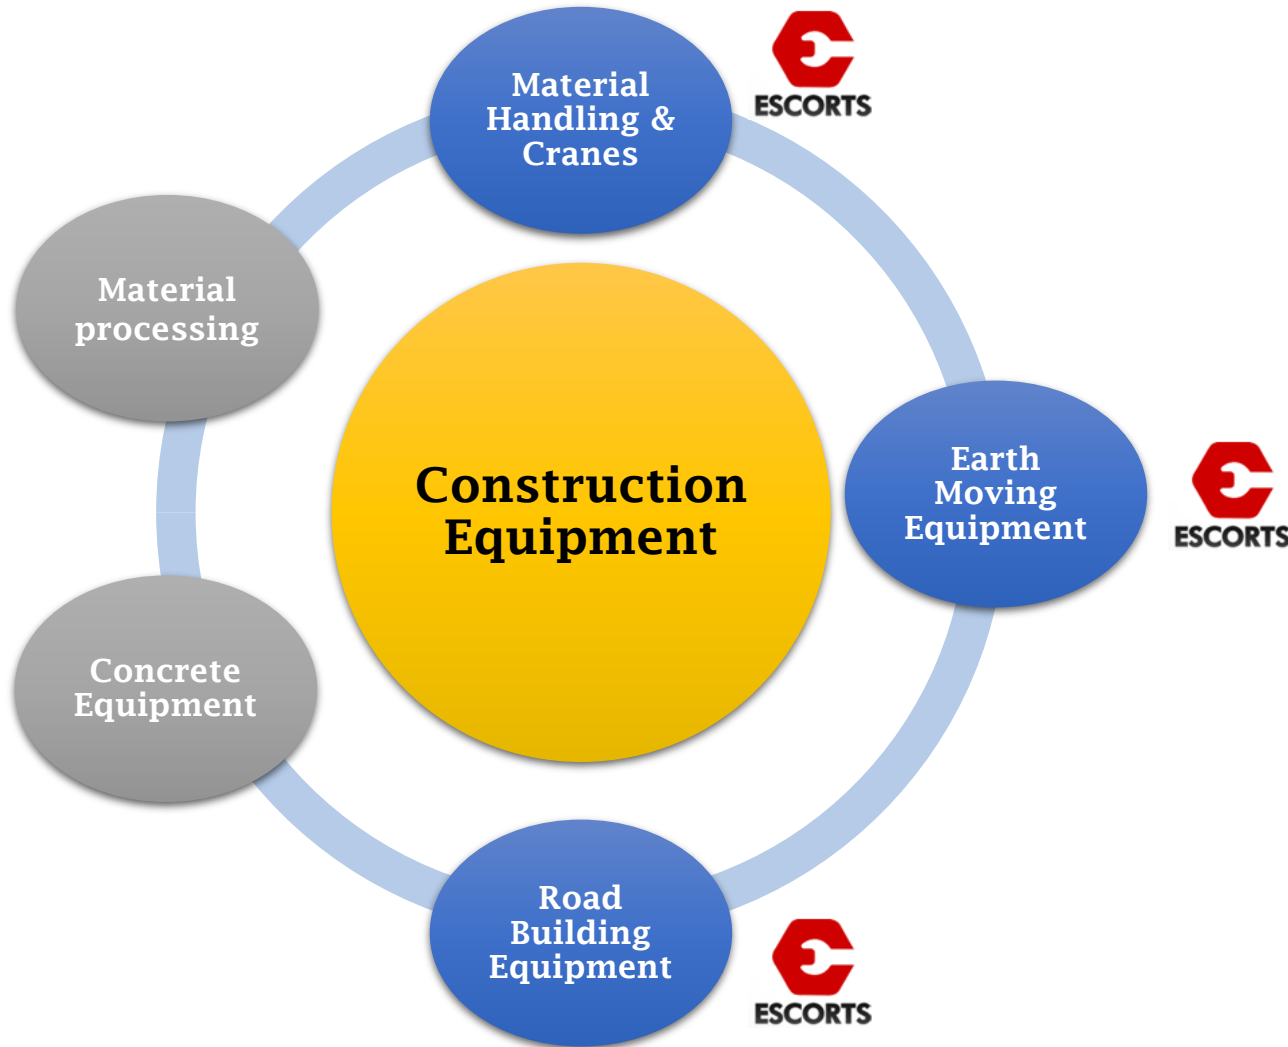 Material
Handling &
Cranes
ESCORTS
Material
processing
Construction
Equipment
Earth
Moving
Equipment
ESCORTS
Concrete
Equipment
Road
Building
Equipment
ESCORTS